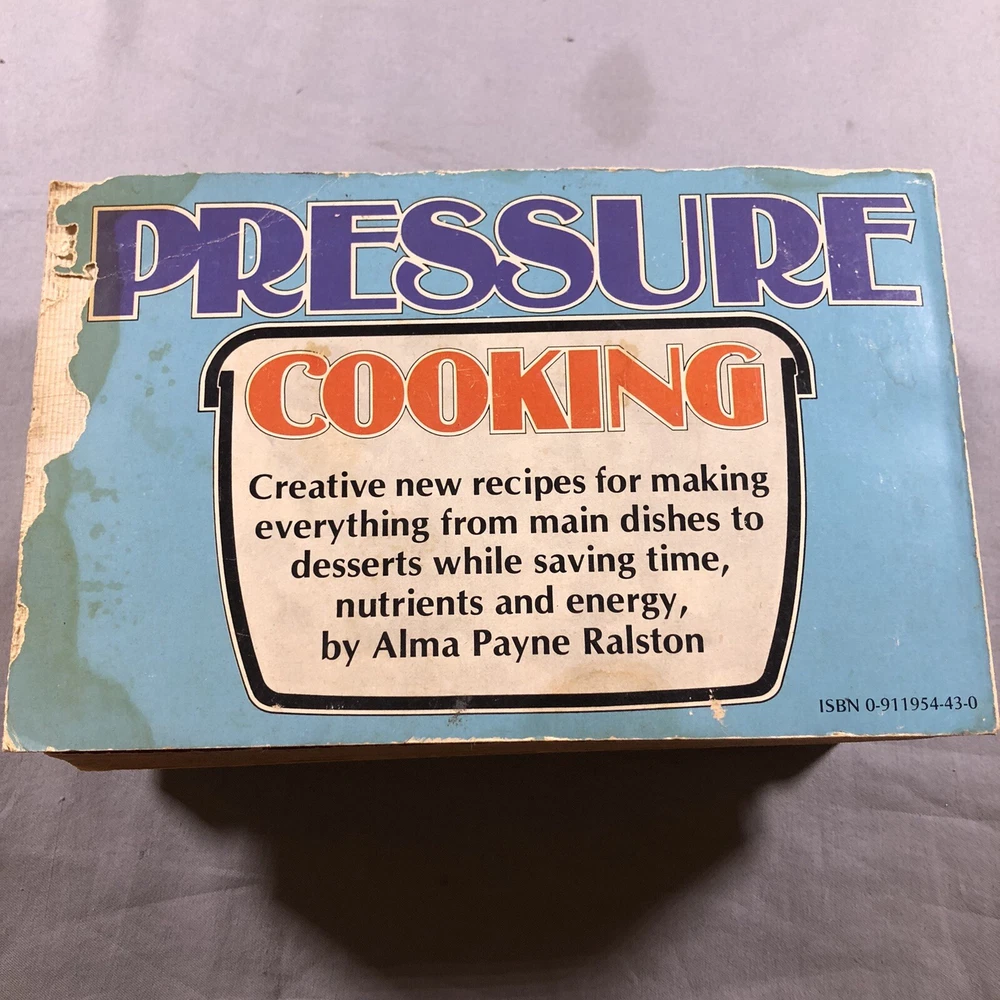 PRESSURE
COOKING
Creative new recipes for making
everything from main dishes to
desserts while saving time,
nutrients and energy,
by Alma Payne Ralston
ISBN 0-911954-43-0